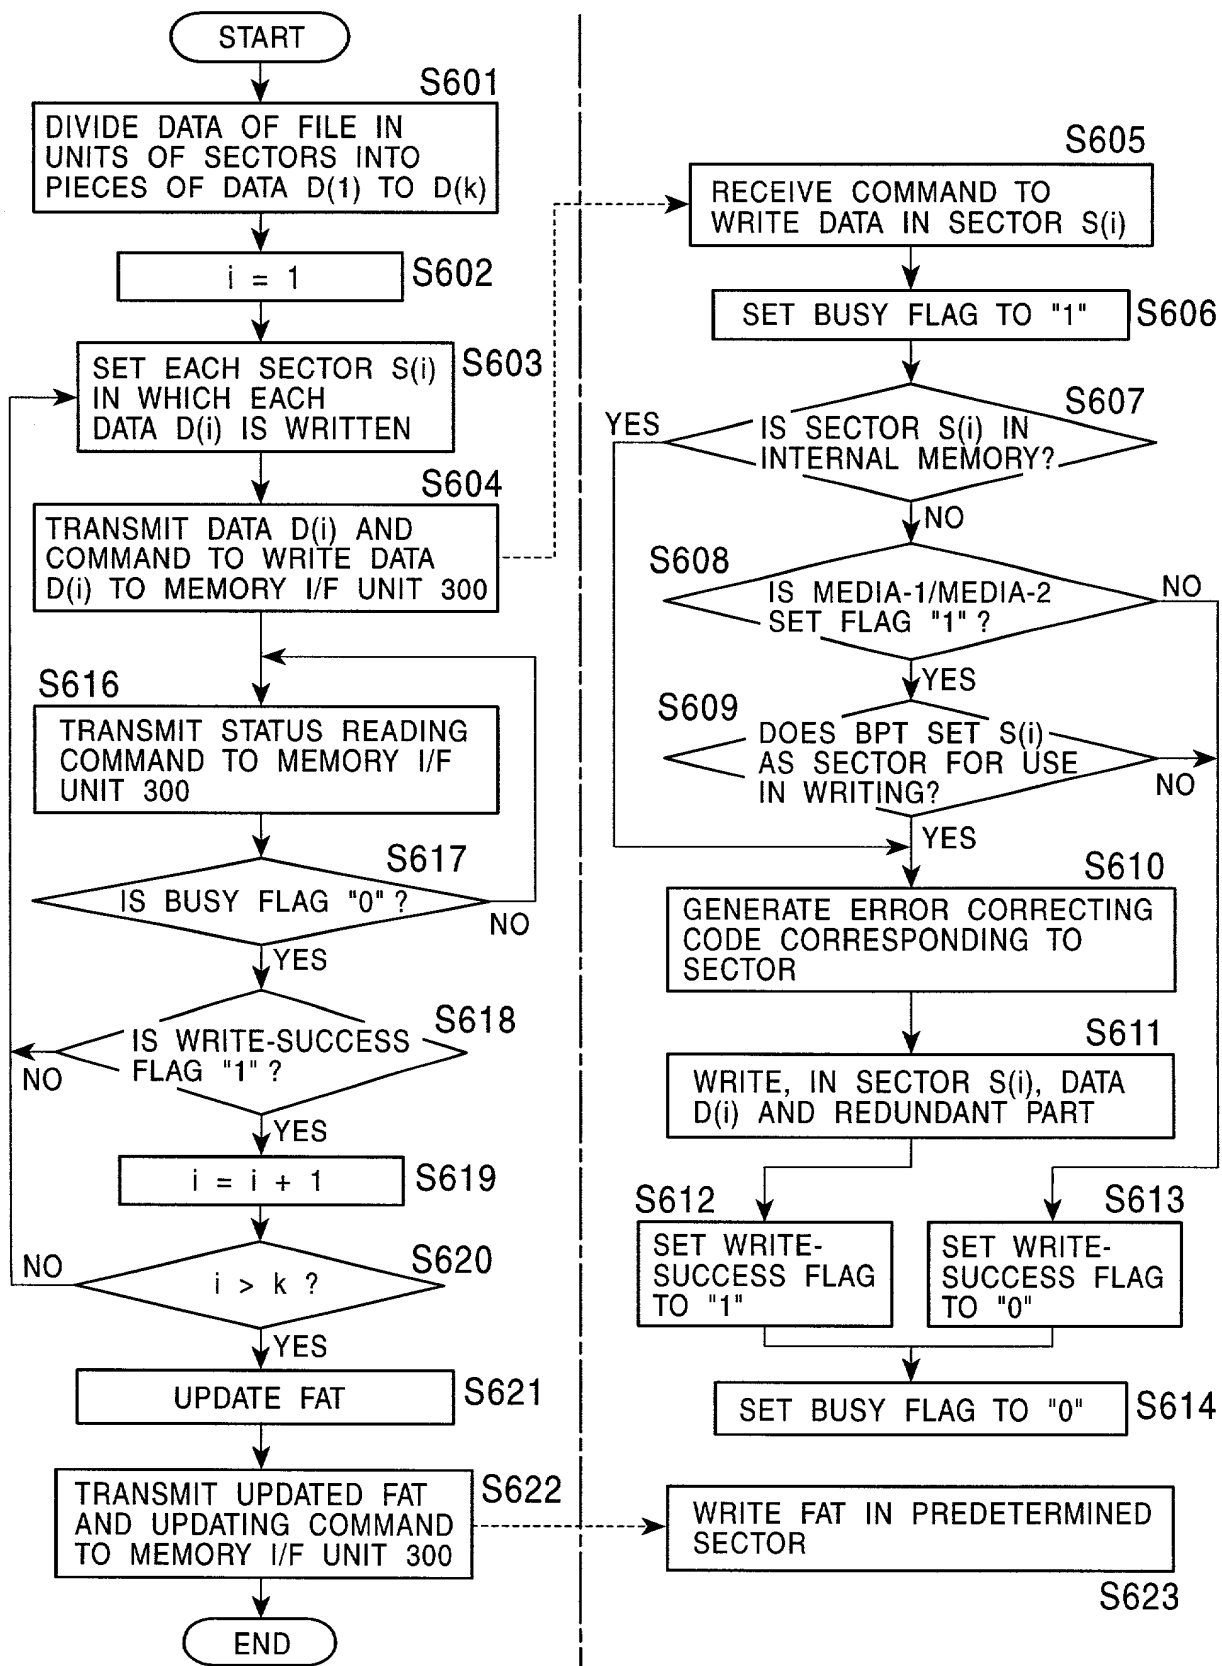 START
S601
DIVIDE DATA OF FILE IN
UNITS OF SECTORS INTO
PIECES OF DATA D(1) TO D(k)
i = 1
S602
S603
SET EACH SECTOR S(i)
IN WHICH EACH
DATA D(i) IS WRITTEN
S604
TRANSMIT DATA D(i) AND
COMMAND TO WRITE DATA
D(i) TO MEMORY I/F UNIT 300
S616
TRANSMIT STATUS READING
COMMAND TO MEMORY I/F
UNIT 300
S617
IS BUSY FLAG "0" ?
NO
YES
S618
IS WRITE-SUCCESS
FLAG "1" ?
NO
YES
i = i + 1
S619
S620
NO
i > k ?
YES
UPDATE FAT
S621
TRANSMIT UPDATED FAT
AND UPDATING COMMAND
TO MEMORY I/F UNIT 300
S622
END
S605
RECEIVE COMMAND TO
WRITE DATA IN SECTOR S(i)
SET BUSY FLAG TO "1"
S606
S607
YES
IS SECTOR S(i) IN
INTERNAL MEMORY?
NO
S608
IS MEDIA-1/MEDIA-2
SET FLAG "1" ?
NO
YES
S609
DOES BPT SET S(i)
AS SECTOR FOR USE
IN WRITING?
NO
YES
S610
GENERATE ERROR CORRECTING
CODE CORRESPONDING TO
SECTOR
S611
WRITE, IN SECTOR S(i), DATA
D(i) AND REDUNDANT PART
S612
SET WRITE-
SUCCESS FLAG
TO "1"
S613
SET WRITE-
SUCCESS FLAG
TO "0"
SET BUSY FLAG TO "0"
S614
WRITE FAT IN PREDETERMINED
SECTOR
S623